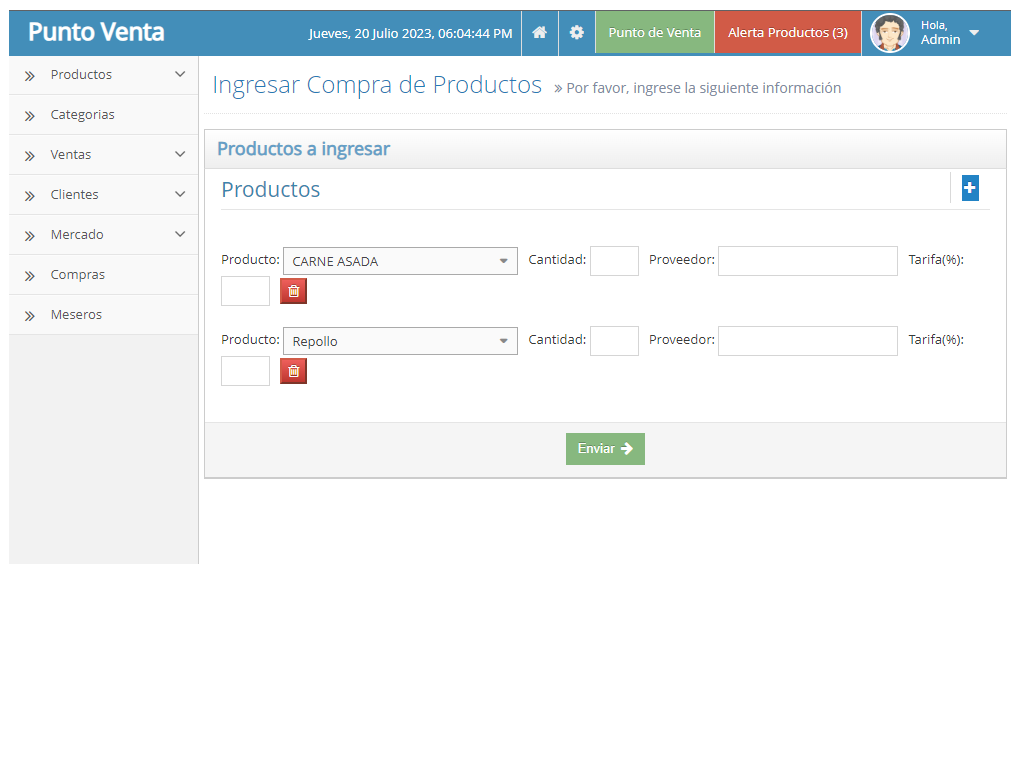 Punto Venta
Jueves, 20 Julio 2023, 06:04:44 PM
Punto de Venta
Alerta Productos (3)
Hola,
Admin
Productos
Categorias
Ventas
Clientes
Mercado
Compras
Meseros
Ingresar Compra de Productos » Por favor, ingrese la siguiente información
Productos a ingresar
Productos
Producto: CARNE ASADA Cantidad: Proveedor: Tarifa(%):
Producto: Repollo Cantidad: Proveedor: Tarifa(%):
Enviar